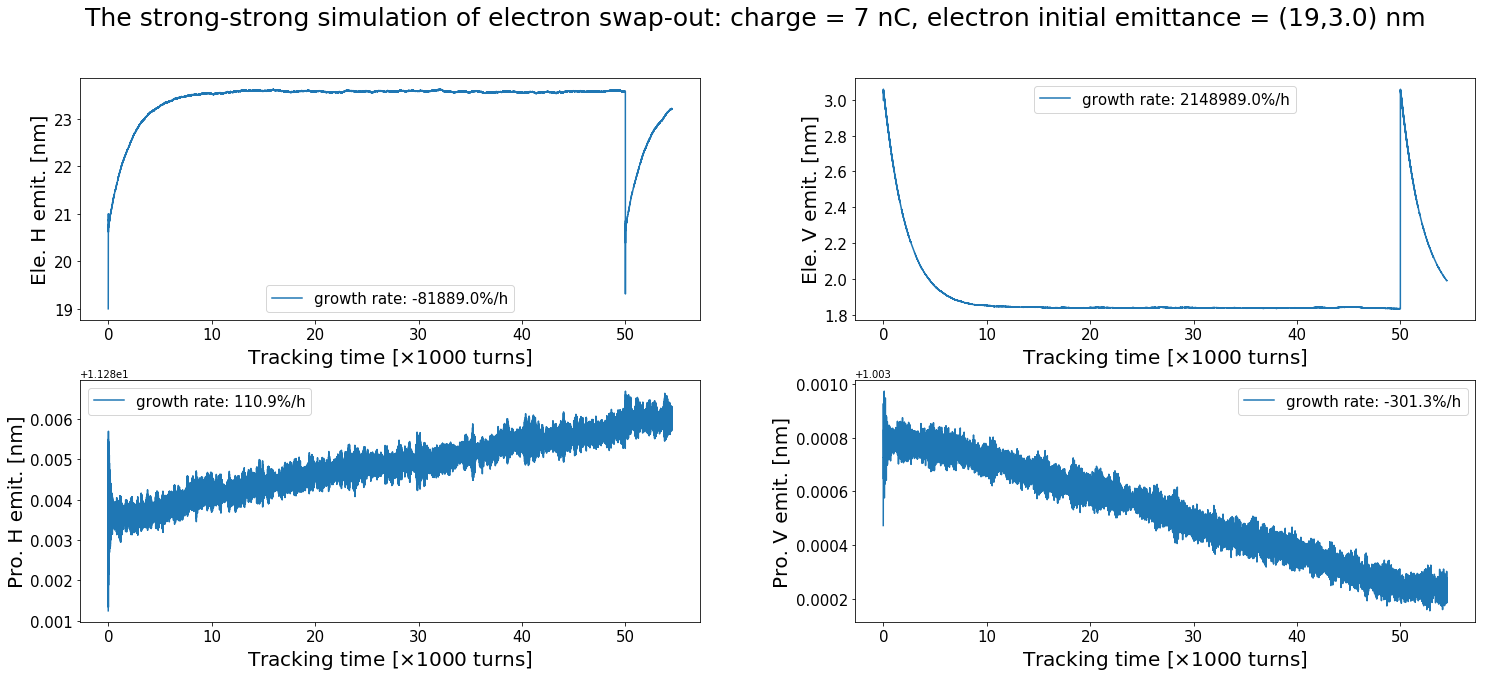 The strong-strong simulation of electron swap-out: charge = 7 nC, electron initial emittance = (19,3.0) nm
Ele. H emit. [nm]
23
22
21
20
19
growth rate: -81889.0%/h
0 10 20 30 40 50
Tracking time [×1000 turns]
Ele. V emit. [nm]
3.0
2.8
2.6
2.4
2.2
2.0
1.8
growth rate: 2148989.0%/h
0 10 20 30 40 50
Tracking time [×1000 turns]
+1.128e1
Pro. H emit. [nm]
0.006
0.005
0.004
0.003
0.002
0.001
growth rate: 110.9%/h
0 10 20 30 40 50
Tracking time [×1000 turns]
+1.003
Pro. V emit. [nm]
0.0010
0.0008
0.0006
0.0004
0.0002
growth rate: -301.3%/h
0 10 20 30 40 50
Tracking time [×1000 turns]